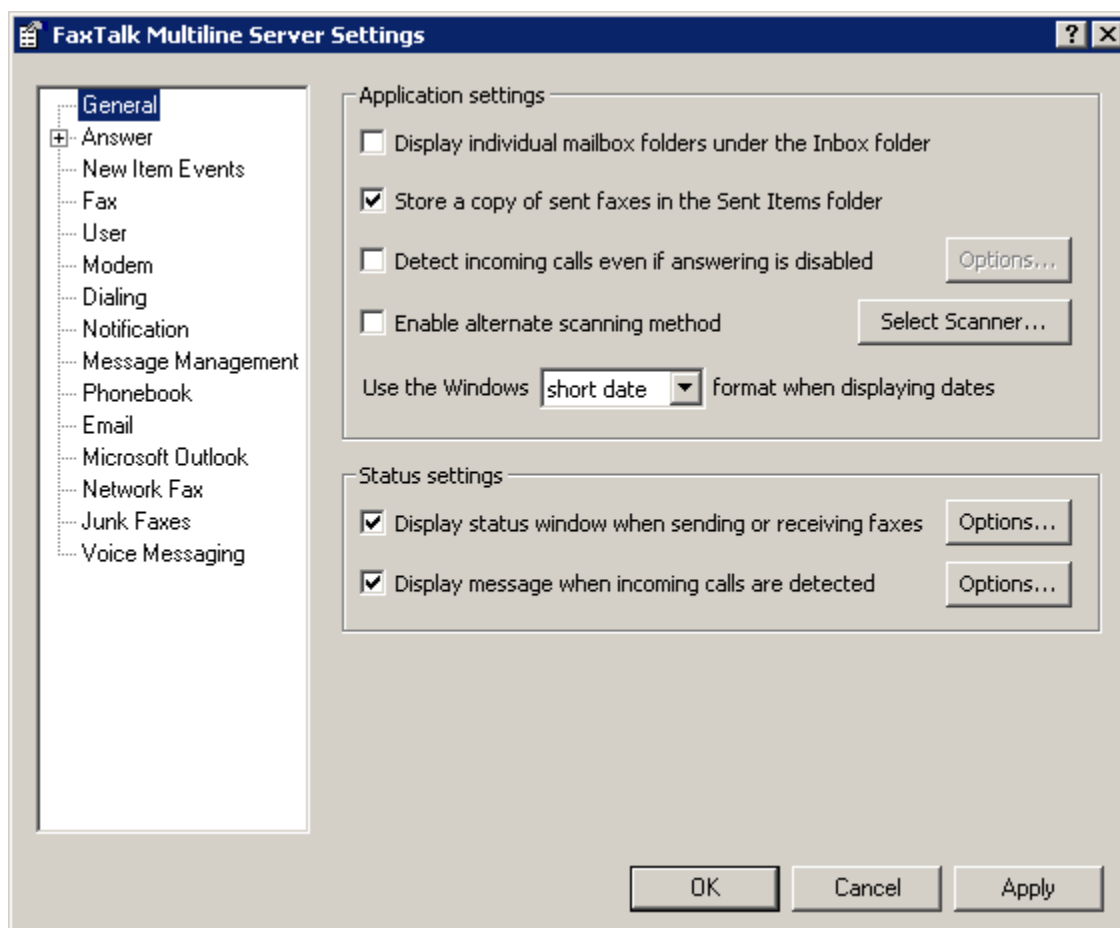 FaxTalk Multiline Server Settings
General
Answer
New Item Events
Fax
User
Modem
Dialing
Notification
Message Management
Phonebook
Email
Microsoft Outlook
Network Fax
Junk Faxes
Voice Messaging
Application settings
Display individual mailbox folders under the Inbox folder
Store a copy of sent faxes in the Sent Items folder
Detect incoming calls even if answering is disabled Options...
Enable alternate scanning method Select Scanner...
Use the Windows short date format when displaying dates
Status settings
Display status window when sending or receiving faxes Options...
Display message when incoming calls are detected Options...
OK Cancel Apply